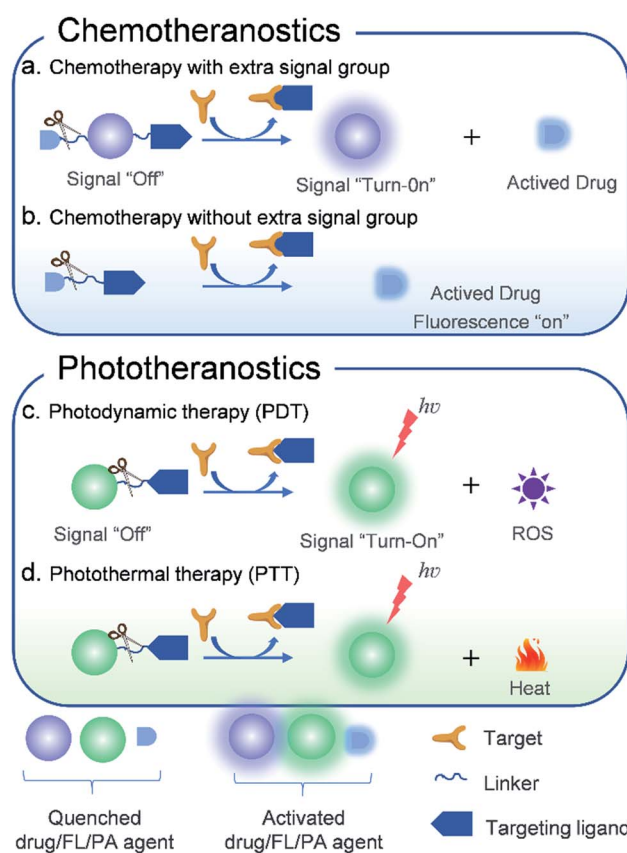 Chemotheranostics
a. Chemotherapy with extra signal group
Signal “Off”
Signal “Turn-0n”
+
Actived Drug
b. Chemotherapy without extra signal group
Actived Drug
Fluorescence “on”
Phototheranostics
c. Photodynamic therapy (PDT)
hν
Signal “Off”
Signal “Turn-On”
+
ROS
d. Photothermal therapy (PTT)
hν
+
Heat
Quenched
drug/FL/PA agent
Activated
drug/FL/PA agent
Target
Linker
Targeting ligand